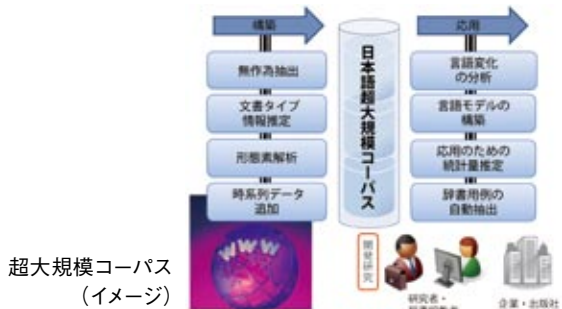 構築
無作為抽出
文書タイプ
情報推定
形態素解析
時系列データ
追加
日本語超大規模コーパス
応用
言語変化
の分析
言語モデルの
構築
応用のための
統計量推定
辞書用例の
自動抽出
WWW
開発研究
研究者・
企業・出版社
超大規模コーパス
（イメージ）